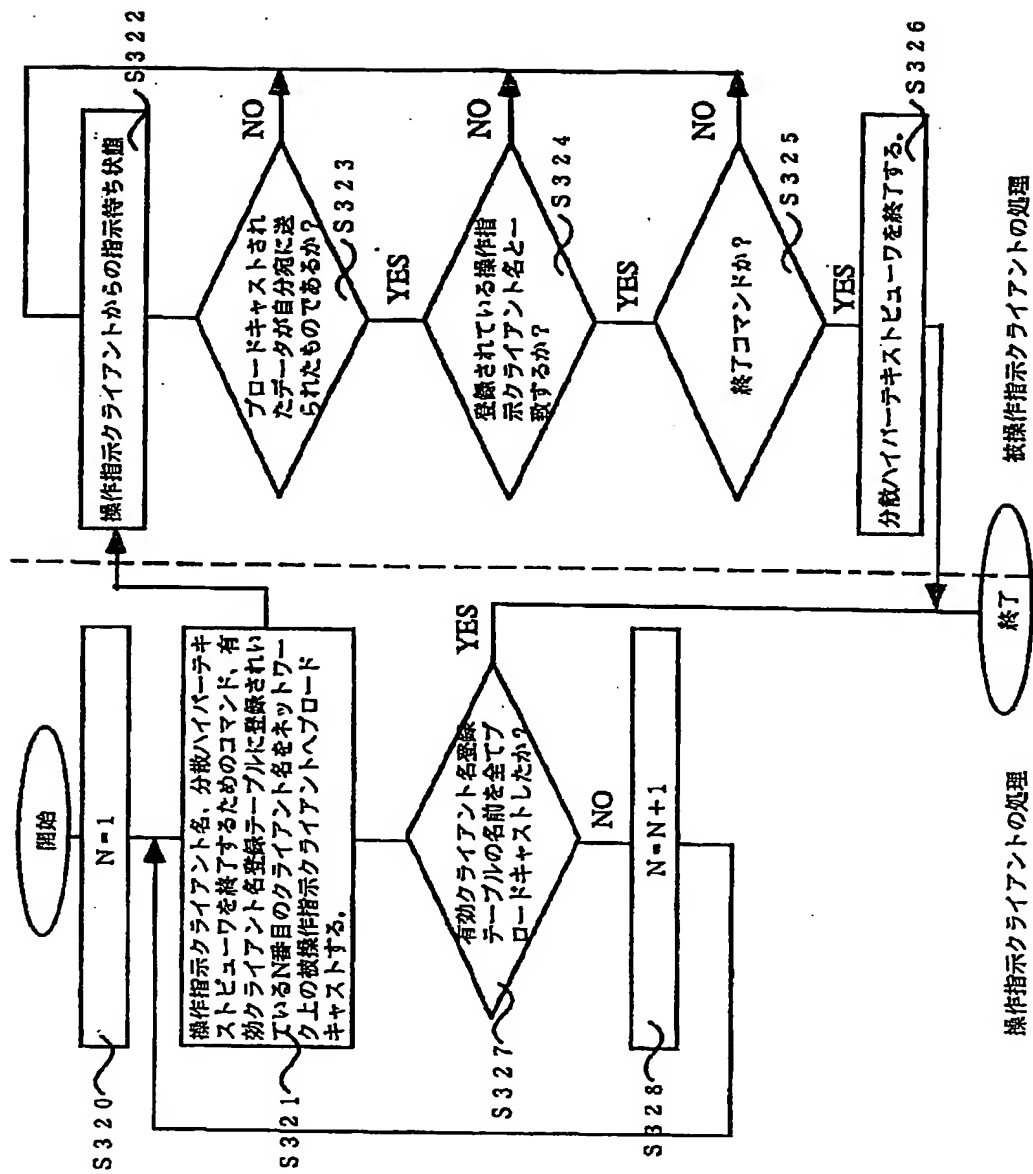 開始
S320
N=1
S321
操作指示クライアント名、分散ハイパーテキ
ストビューワを終了するためのコマンド、有
効クライアント名登録テーブルに登録されい
ているN番目のクライアント名をネットワー
ク上の被操作指示クライアントへブロード
キャストする。
S327
有効クライアント名登録
テーブルの名前を全てブ
ロードキャストしたか?
YES
NO
S328
N=N+1
操作指示クライアントの処理
S322
操作指示クライアントからの指示待ち状態
ブロードキャストされ
たデータが自分宛に送
られたものであるか?
S323
NO
YES
登録されている操作指
示クライアント名と一
致するか?
S324
NO
YES
終了コマンドか?
S325
NO
YES
S326
分散ハイパーテキストビューワを終了する。
終了
被操作指示クライアントの処理